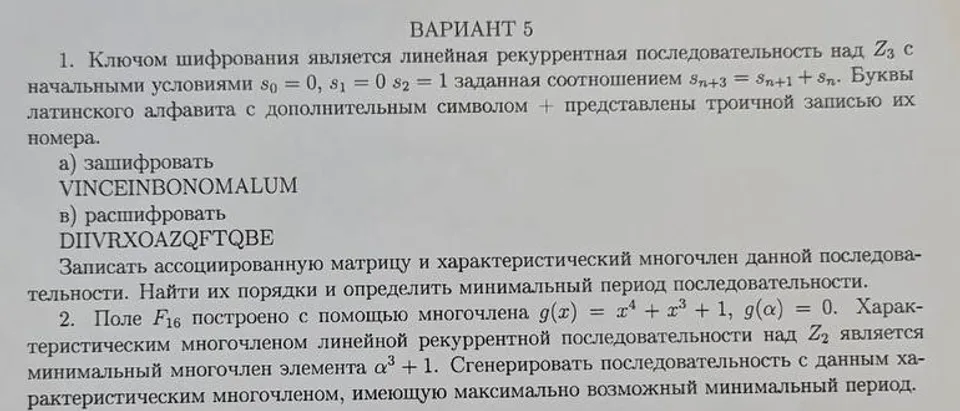 ВАРИАНТ 5
1. Ключом шифрования является линейная рекуррентная последовательность над Z₃ с
начальными условиями s₀ = 0, s₁ = 0 s₂ = 1 заданная соотношением sₙ₊₃ = sₙ₊₁ + sₙ. Буквы
латинского алфавита с дополнительным символом + представлены троичной записью их
номера.
а) зашифровать
VINCEINBONOMALUM
в) расшифровать
DIIVRXOAZQFTQBE
Записать ассоциированную матрицу и характеристический многочлен данной последова-
тельности. Найти их порядки и определить минимальный период последовательности.
2. Поле F₁₆ построено с помощью многочлена g(x) = x⁴ + x³ + 1, g(α) = 0. Харак-
теристическим многочленом линейной рекуррентной последовательности над Z₂ является
минимальный многочлен элемента α³ + 1. Сгенерировать последовательность с данным ха-
рактеристическим многочленом, имеющую максимально возможный минимальный период.